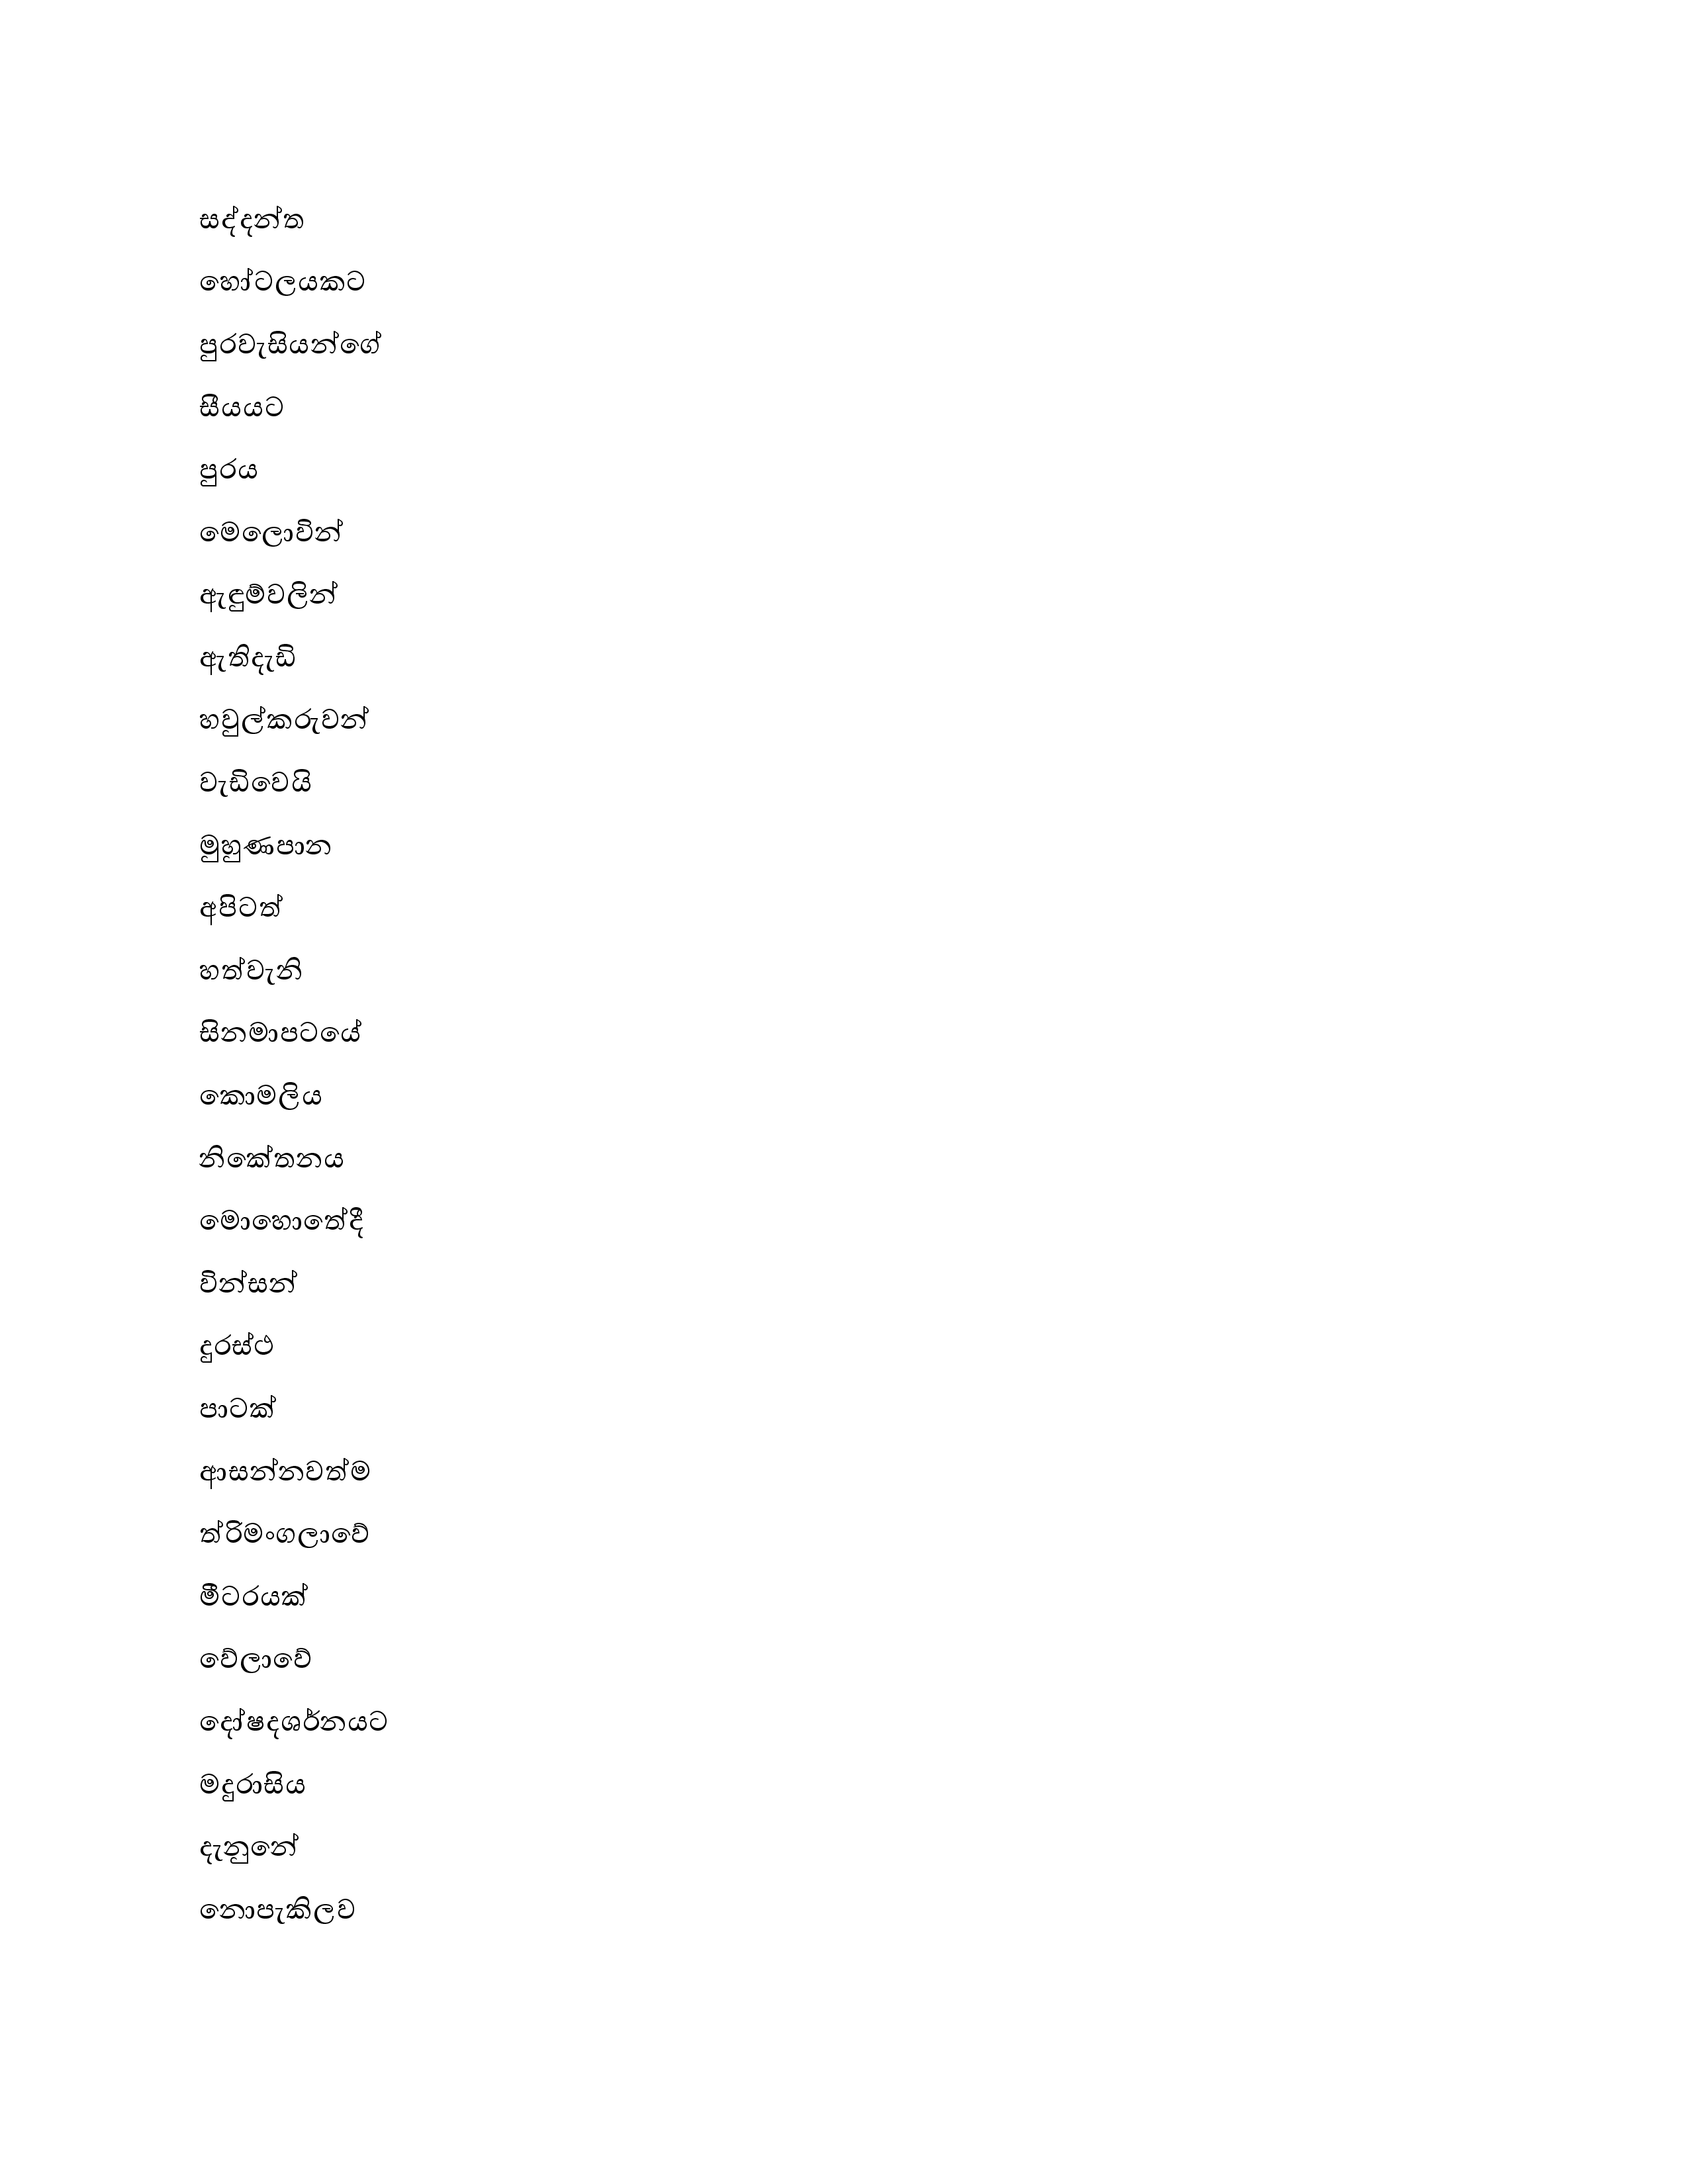 සද්දන්ත
හෝටලයකට
පුරවැසියන්ගේ
සීයයට
පුරය
මෙලොවින්
ඇඳුම්වලින්
ඇතිදැඩි
හවුල්කරුවන්
වැඩිවෙයි
මුහුණපාන
අපිටත්
හත්වැනි
සිනමාපටයේ
කොමලිය
නිකේතනය
මොහොතේදී
වින්සන්
දුරස්ථ
පාටක්
ආසන්නවත්ම
ත්රිමංගලාවේ
මීටරයක්
වේලාවේ
දෝෂදශර්නයට
මදුරාසිය
දැනුනේ
නොපැකිලව